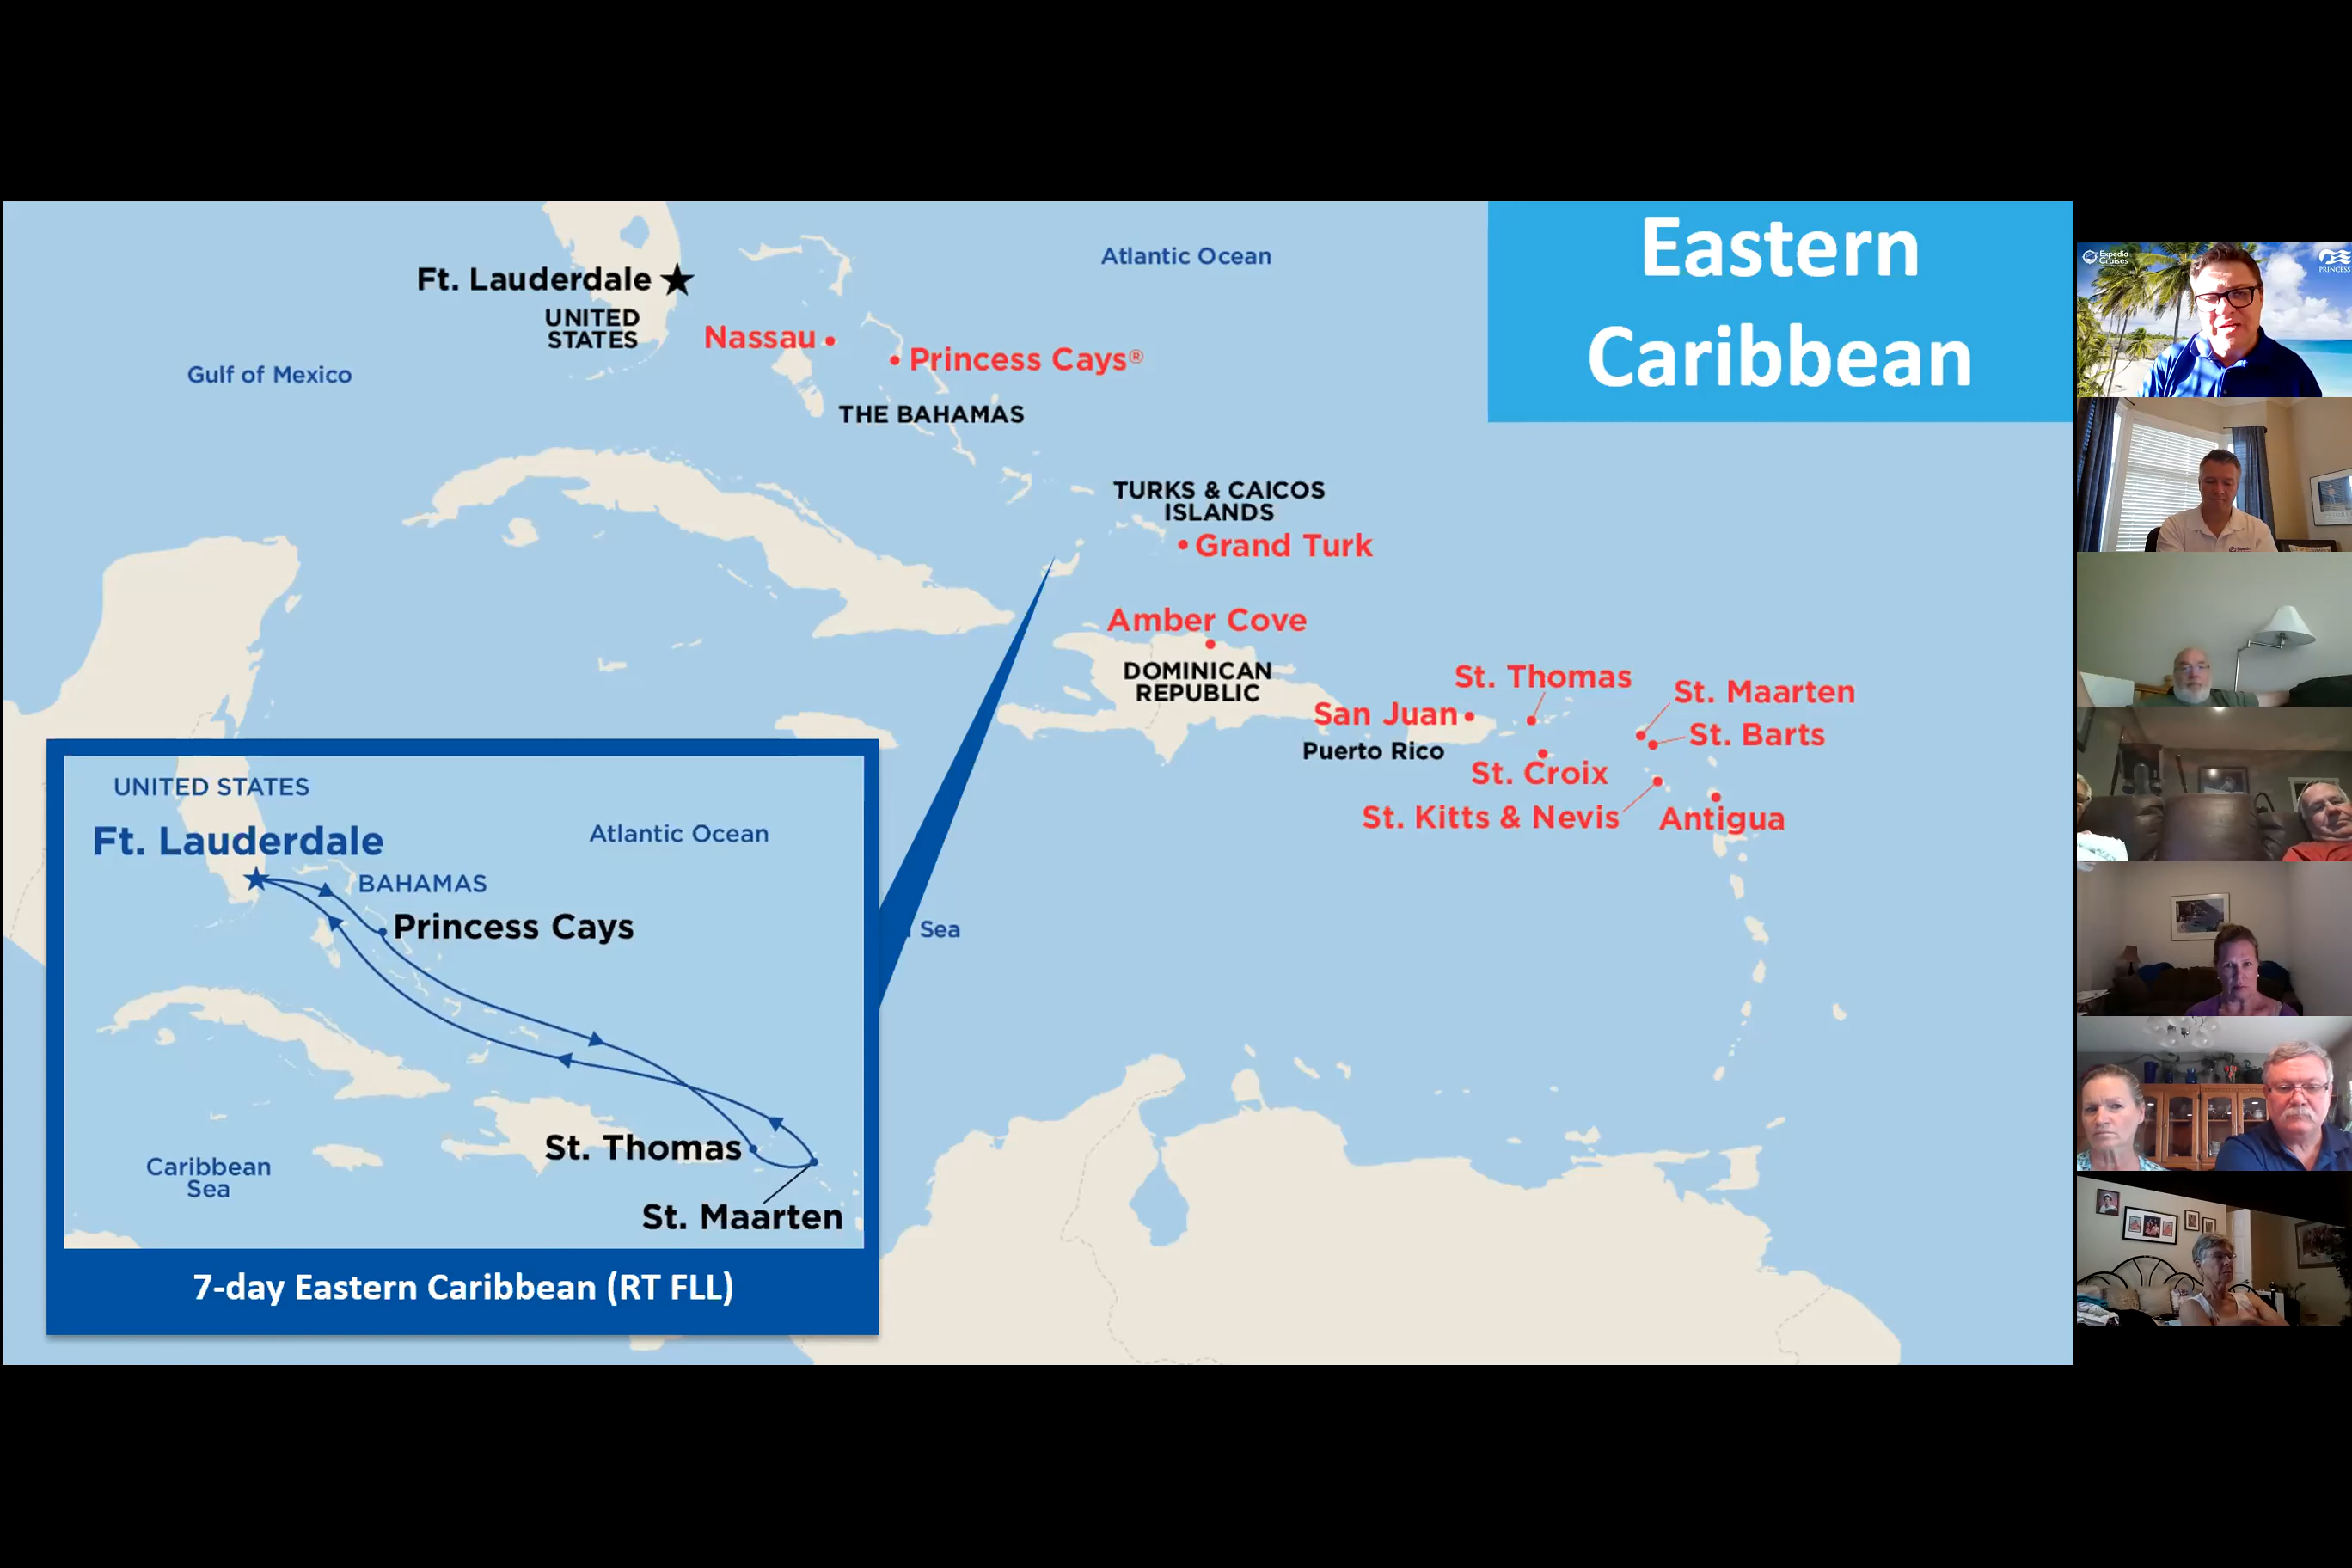 Eastern
Caribbean
Atlantic Ocean
Ft. Lauderdale
UNITED
STATES
Nassau
Princess Cays®
Gulf of Mexico
THE BAHAMAS
TURKS & CAICOS
ISLANDS
Grand Turk
Amber Cove
DOMINICAN
REPUBLIC
St. Thomas
St. Maarten
San Juan
St. Barts
Puerto Rico
St. Croix
St. Kitts & Nevis
Antigua
Sea
UNITED STATES
Ft. Lauderdale
Atlantic Ocean
BAHAMAS
Princess Cays
St. Thomas
Caribbean
Sea
St. Maarten
7-day Eastern Caribbean (RT FLL)
Expedia
Cruises
PRINCESS